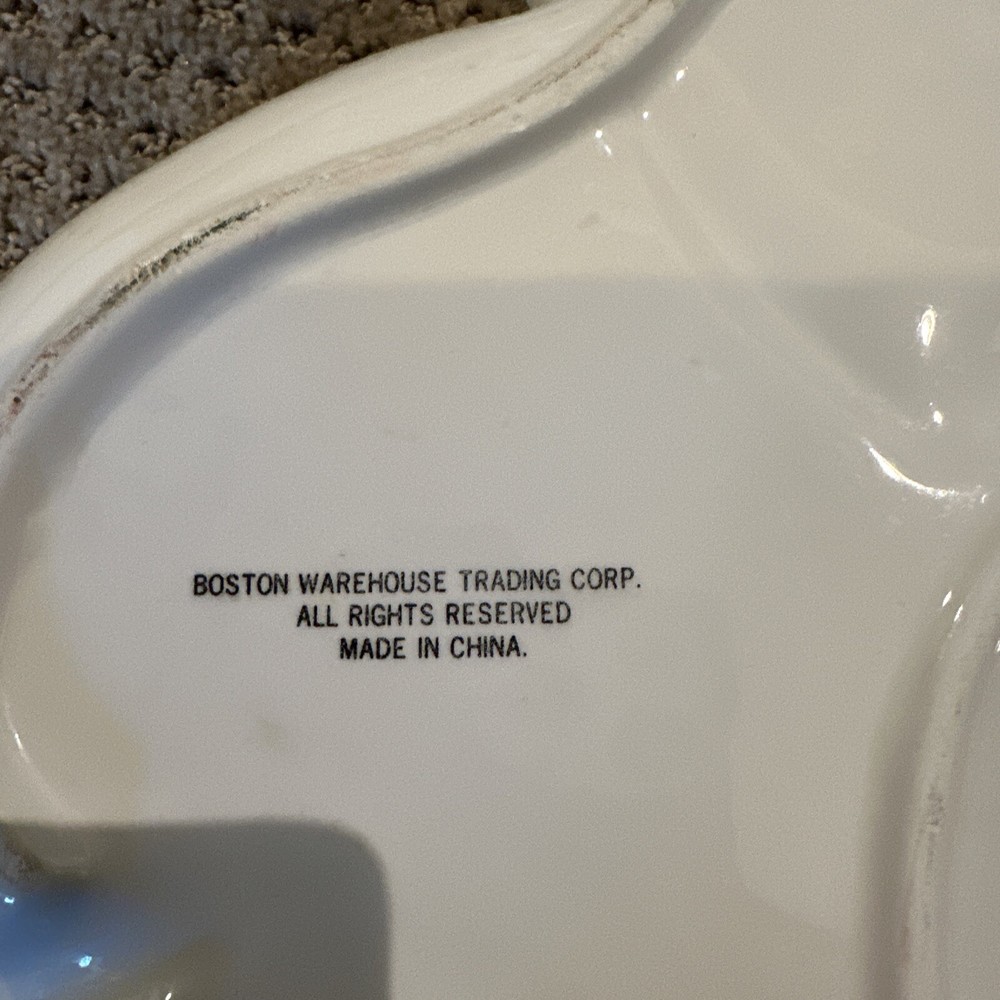 BOSTON WAREHOUSE TRADING CORP.
ALL RIGHTS RESERVED
MADE IN CHINA.